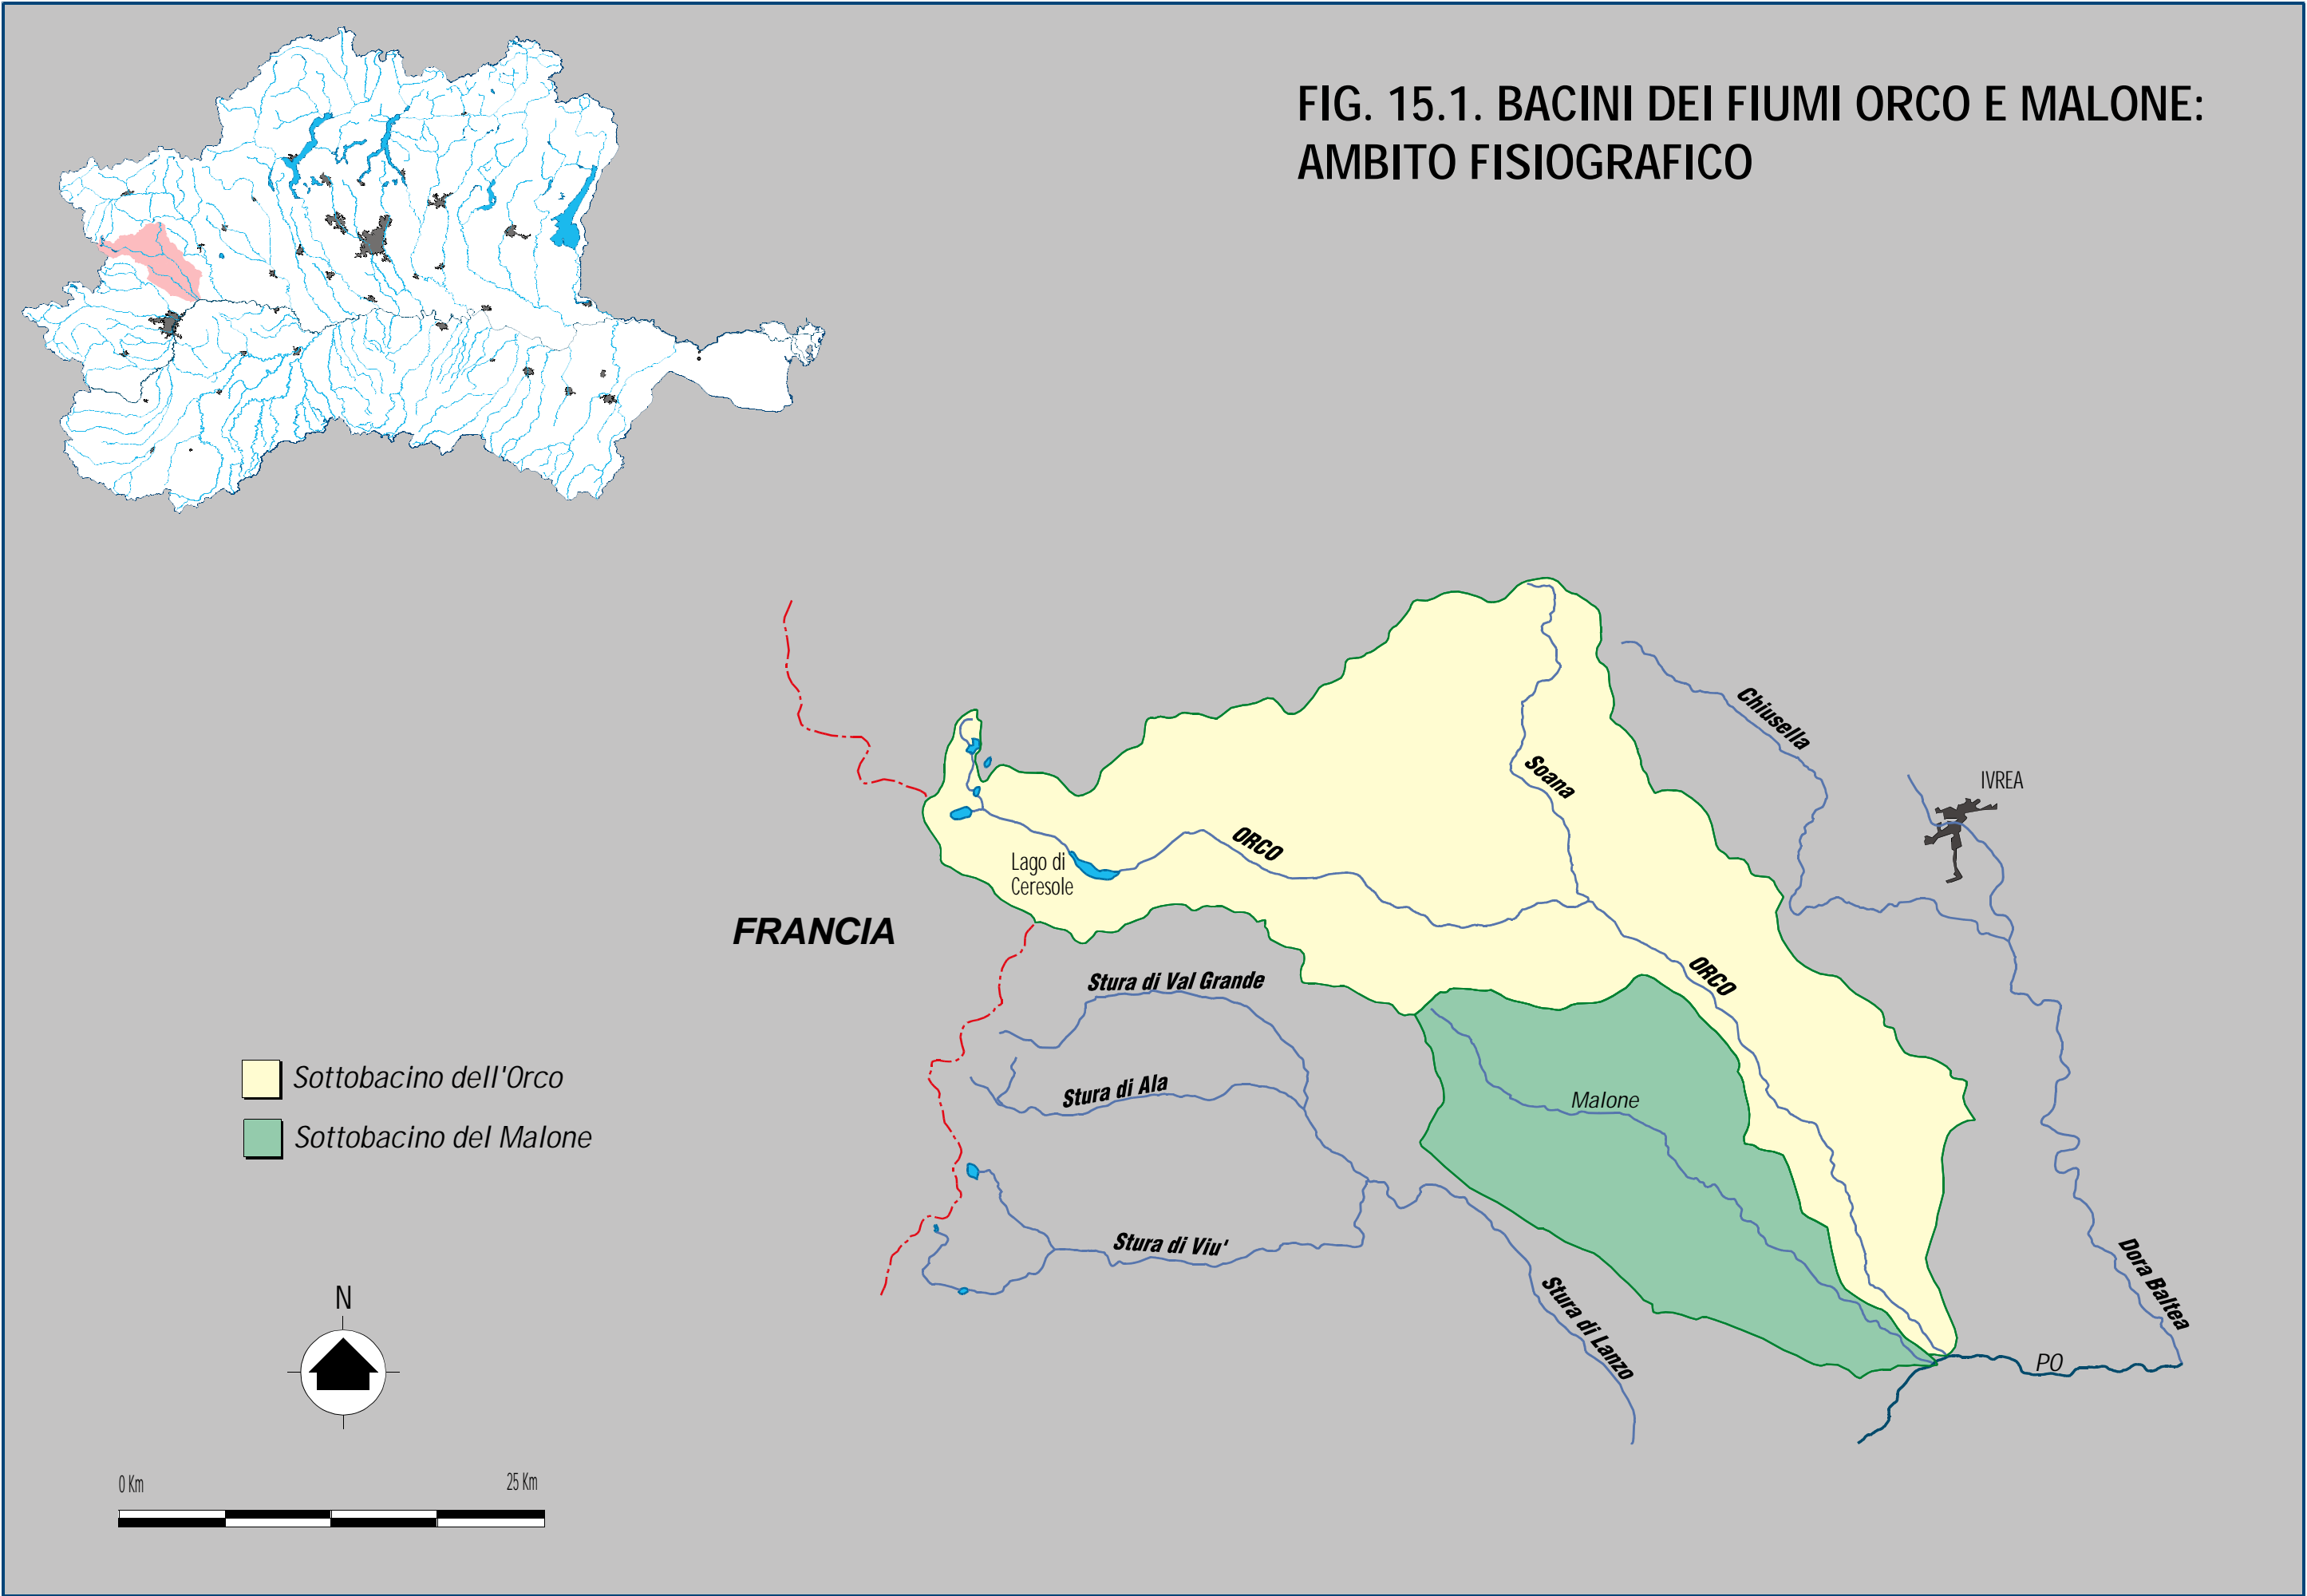 FIG. 15.1. BACINI DEI FIUMI ORCO E MALONE:
AMBITO FISIOGRAFICO
Chiusella
Soana
IVREA
ORCO
Lago di
Ceresole
FRANCIA
ORCO
Stura di Val Grande
Stura di Ala
Malone
Sottobacino dell'Orco
Sottobacino del Malone
Stura di Viu'
Dora Baltea
Stura di Lanzo
N
PO
0 Km
25 Km